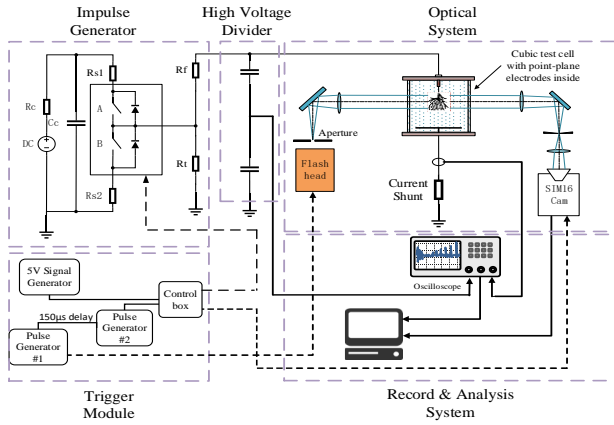 Impulse
Generator
High Voltage
Divider
Optical
System
Rs1
Rf
Rc
Cc
A
B
DC
Rs2
Rt
Cubic test cell
with point-plane
electrodes inside
Aperture
Flash
head
Current
Shunt
SIM16
Cam
5V Signal
Generator
Control
box
150μs delay
Pulse
Generator
#2
Pulse
Generator
#1
Oscilloscope
Trigger
Module
Record & Analysis
System